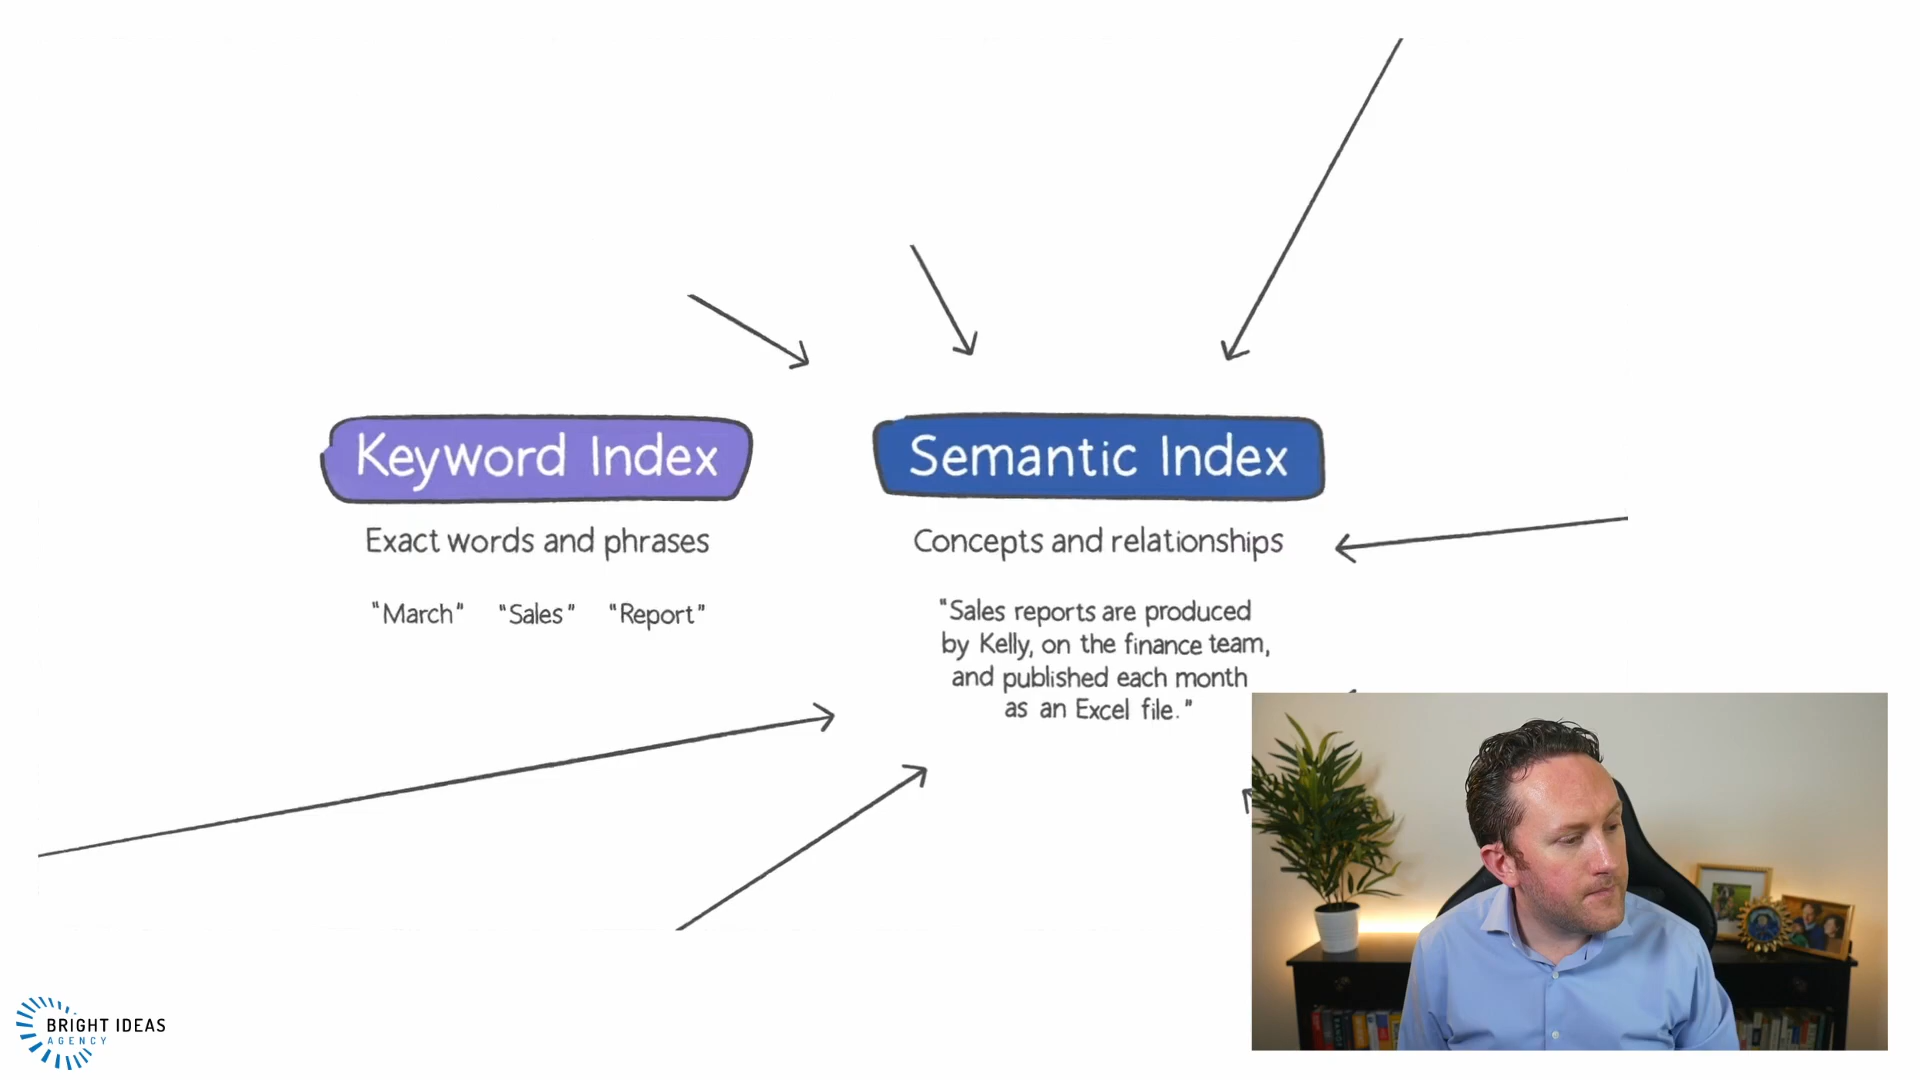 Keyword Index
Exact words and phrases
"March" "Sales" "Report"
Semantic Index
Concepts and relationships
"Sales reports are produced
by Kelly, on the finance team,
and published each month
as an Excel file."
BRIGHT IDEAS
AGENCY